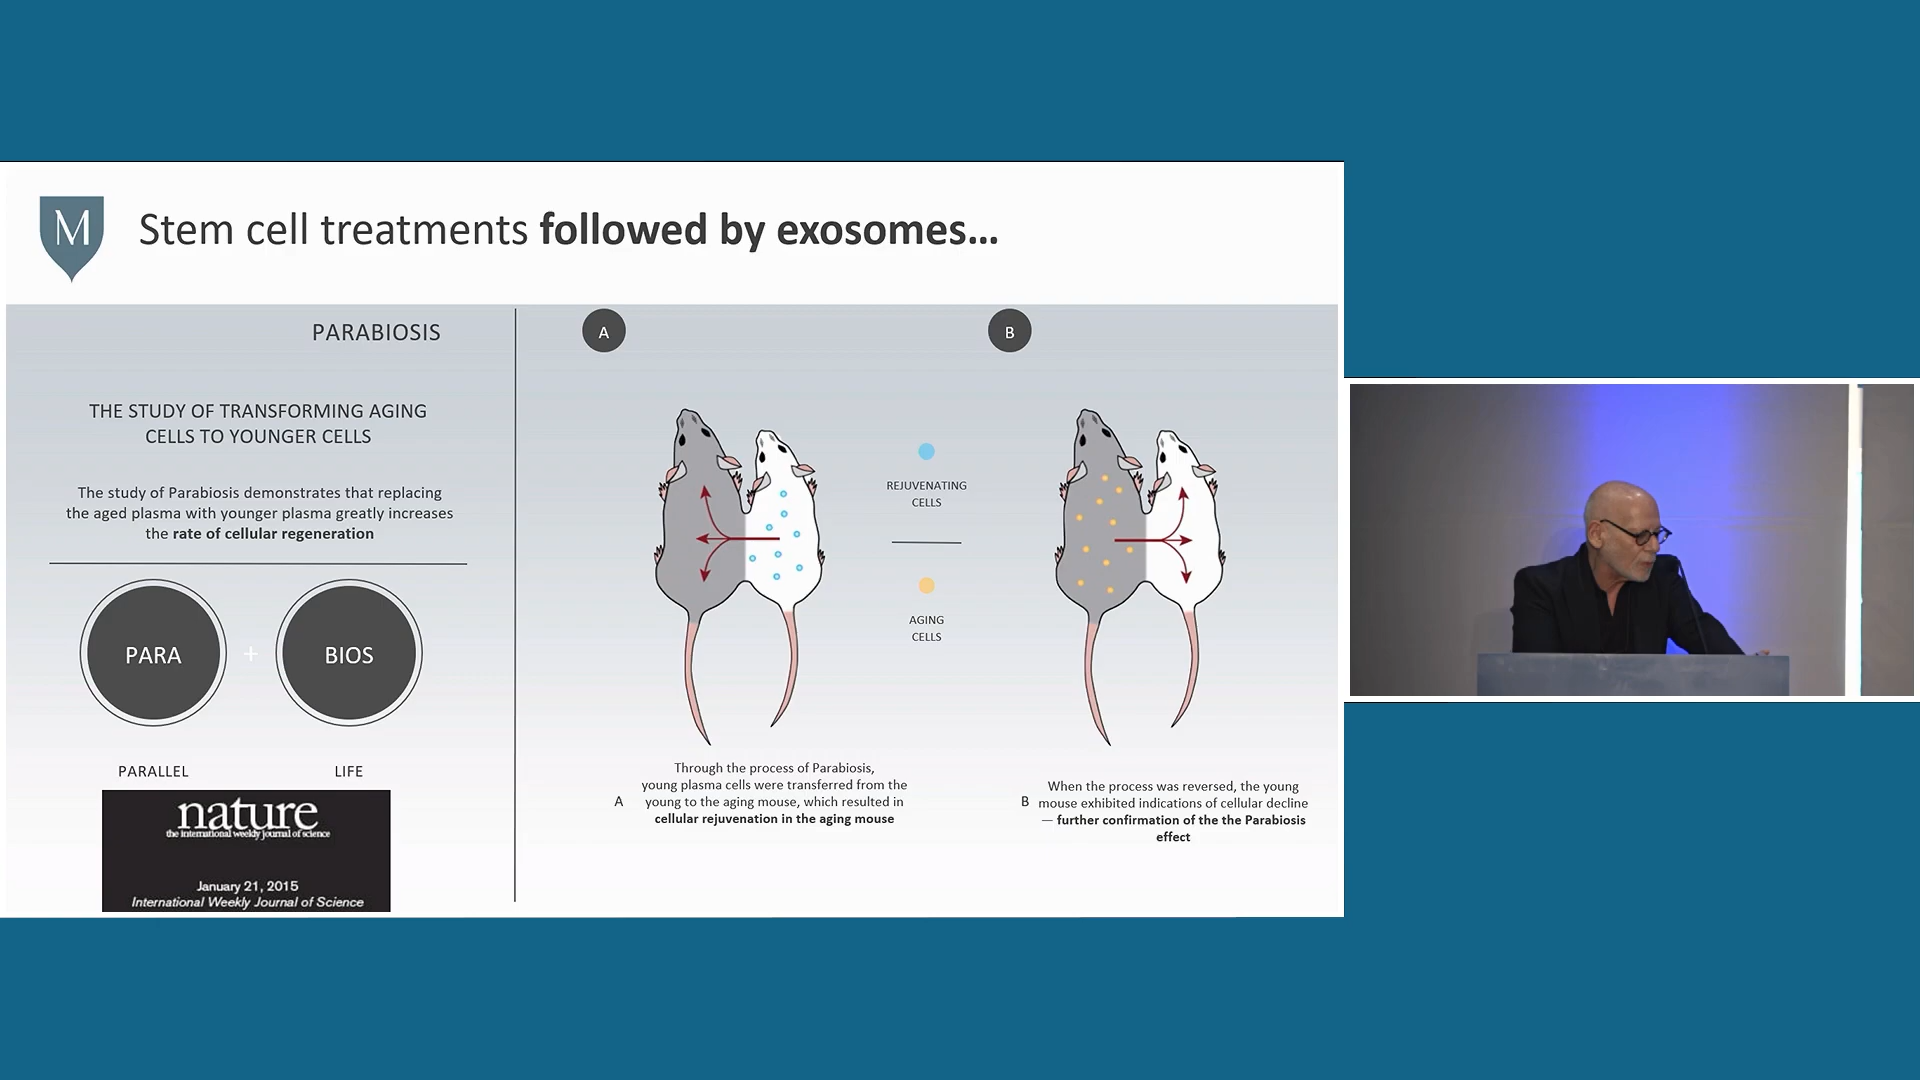 M
Stem cell treatments followed by exosomes...
PARABIOSIS
THE STUDY OF TRANSFORMING AGING
CELLS TO YOUNGER CELLS
The study of Parabiosis demonstrates that replacing
the aged plasma with younger plasma greatly increases
the rate of cellular regeneration
PARA
+
BIOS
PARALLEL
LIFE
nature
the international weekly journal of science
January 21, 2015
International Weekly Journal of Science
A
B
REJUVENATING
CELLS
AGING
CELLS
A
Through the process of Parabiosis,
young plasma cells were transferred from the
young to the aging mouse, which resulted in
cellular rejuvenation in the aging mouse
B
When the process was reversed, the young
mouse exhibited indications of cellular decline
— further confirmation of the the Parabiosis
effect